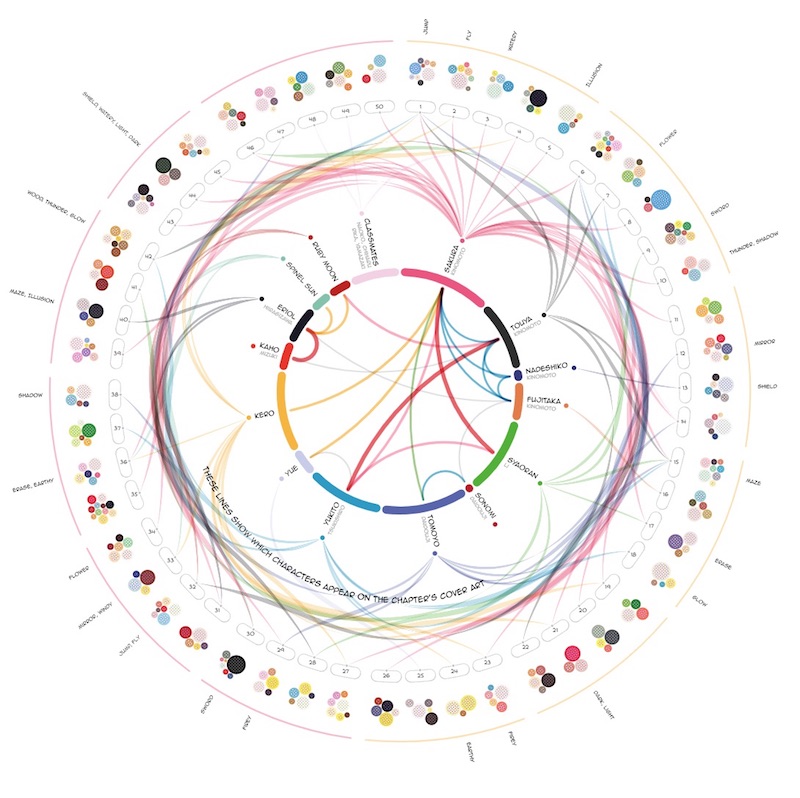 JUMP
FLY
WATERY
ILLUSION
FLOWER
SWORD
THUNDER, SHADOW
MIRROR
SHIELD
MAZE
ERASE
GLOW
DARK, LIGHT
FIREY
EARTHY
FIREY
SWORD
JUMP, FLY
MIRROR, WINDY
FLOWER
ERASE, EARTHY
SHADOW
MAZE, ILLUSION
WOOD, THUNDER, GLOW
SHIELD, WATERY, LIGHT, DARK
1
2
3
4
5
6
7
8
9
10
11
12
13
14
15
16
17
18
19
20
21
22
23
24
25
26
27
28
29
30
31
32
33
34
35
36
37
38
39
40
41
42
43
44
45
46
47
48
49
50
SAKURA
KINOMOTO
TOUYA
KINOMOTO
NADESHIKO
KINOMOTO
FUJITAKA
KINOMOTO
SYAORAN
LI
SONOMI
TOMOYO
YUKITO
YUE
KERO
KAHO
MIZUKI
ERIOL
SPINEL SUN
RUBY MOON
CLASSMATES
THESE LINES SHOW WHICH CHARACTERS APPEAR ON THE CHAPTER'S COVER ART